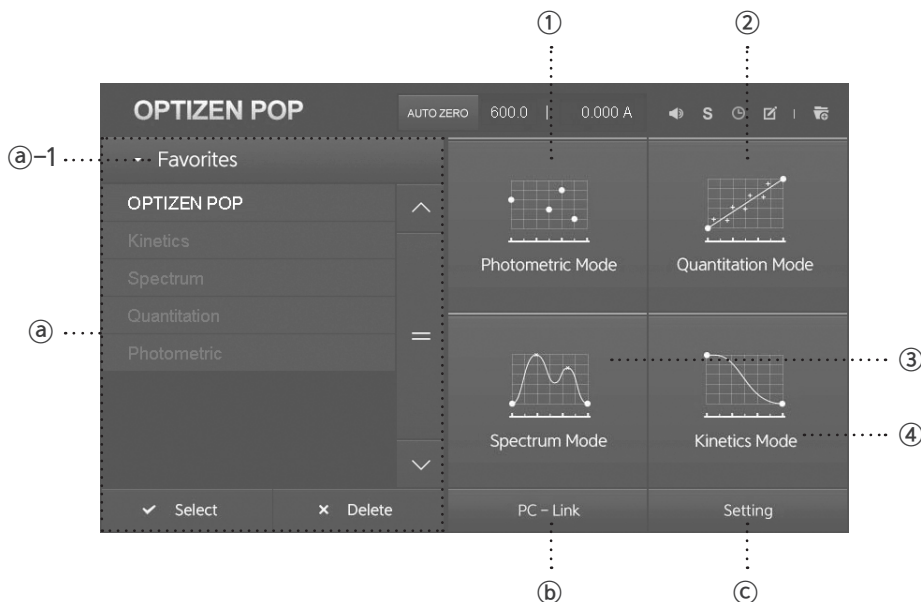 ① ②
OPTIZEN POP AUTO ZERO 600.0 | 0.000 A S
ⓐ-1 Favorites
OPTIZEN POP
Kinetics
Spectrum
Quantitation
Photometric
ⓐ
Select × Delete
Photometric Mode Quantitation Mode
③
Spectrum Mode Kinetics Mode ④
PC - Link Setting
ⓑ ⓒ